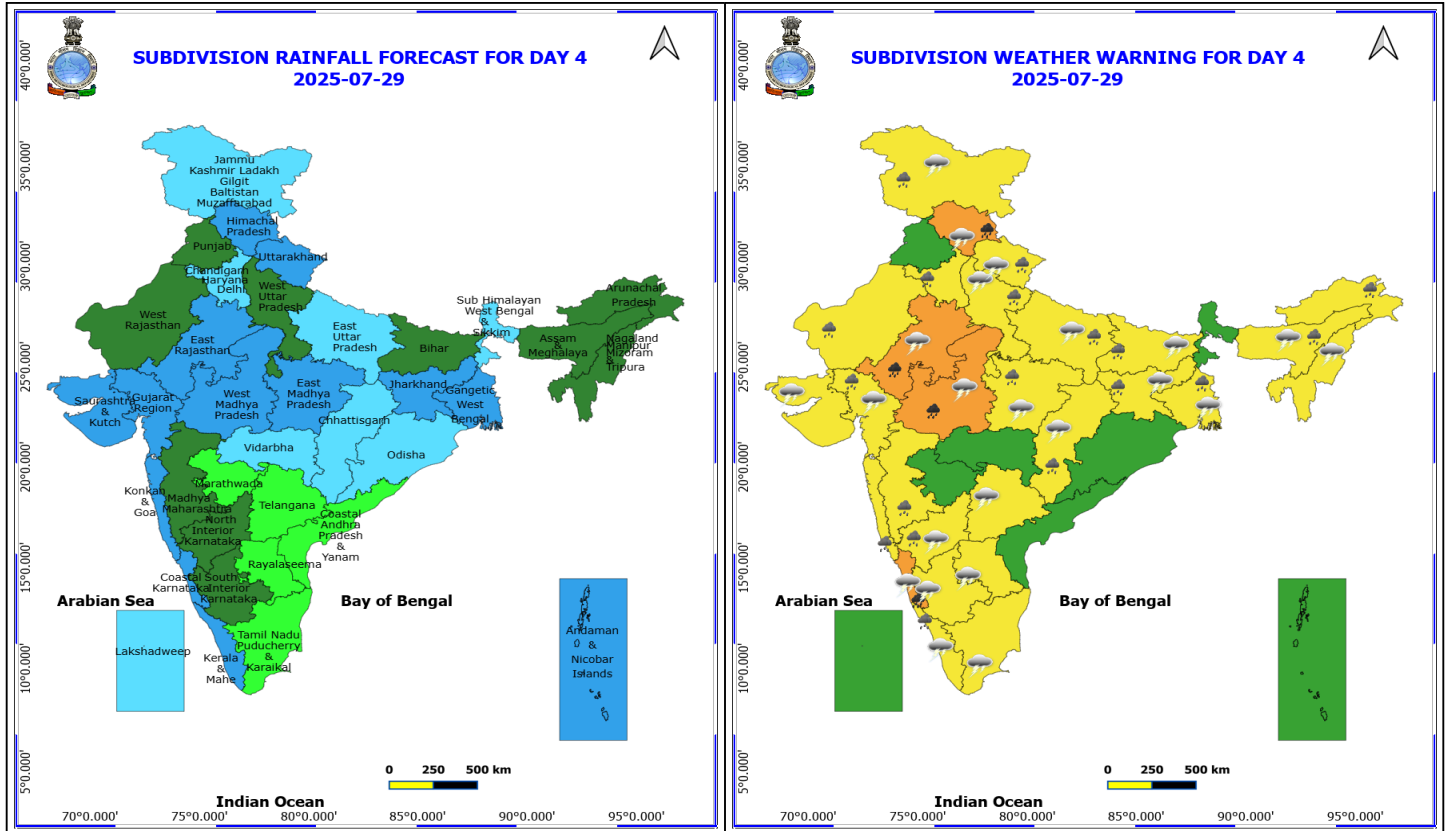 SUBDIVISION RAINFALL FORECAST FOR DAY 4
2025-07-29
40°0.000'
35°0.000'
30°0.000'
25°0.000'
20°0.000'
15°0.000'
10°0.000'
5°0.000'
Jammu
Kashmir Ladakh
Gilgit
Baltistan
Muzaffarabad
Himachal
Pradesh
Punjab
Uttarakhand
Chandigarh
Haryana
Delhi
West
Uttar
Pradesh
West
Rajasthan
East
Rajasthan
East
Uttar
Pradesh
Bihar
Sub Himalayan
West Bengal
&
Sikkim
Arunachal
Pradesh
Assam
&
Meghalaya
Nagaland
Manipur
Mizoram
&
Tripura
Saurashtra
&
Kutch
Gujarat
Region
West
Madhya
Pradesh
East
Madhya
Pradesh
Jharkhand
Gangetic
West
Bengal
Chhattisgarh
Vidarbha
Odisha
Konkan
&
Goa
Madhya
Maharashtra
Marathwada
Telangana
North
Interior
Karnataka
Coastal
Andhra
Pradesh
&
Yanam
Rayalaseema
Coastal
Karnataka
South
Interior
Karnataka
Tamil Nadu
Puducherry
&
Karaikal
Kerala
&
Mahe
Arabian Sea
Lakshadweep
Bay of Bengal
Andaman
&
Nicobar
Islands
0 250 500 km
Indian Ocean
70°0.000' 75°0.000' 80°0.000' 85°0.000' 90°0.000' 95°0.000'
SUBDIVISION WEATHER WARNING FOR DAY 4
2025-07-29
40°0.000'
35°0.000'
30°0.000'
25°0.000'
20°0.000'
15°0.000'
10°0.000'
5°0.000'
Arabian Sea
Bay of Bengal
0 250 500 km
Indian Ocean
70°0.000' 75°0.000' 80°0.000' 85°0.000' 90°0.000' 95°0.000'